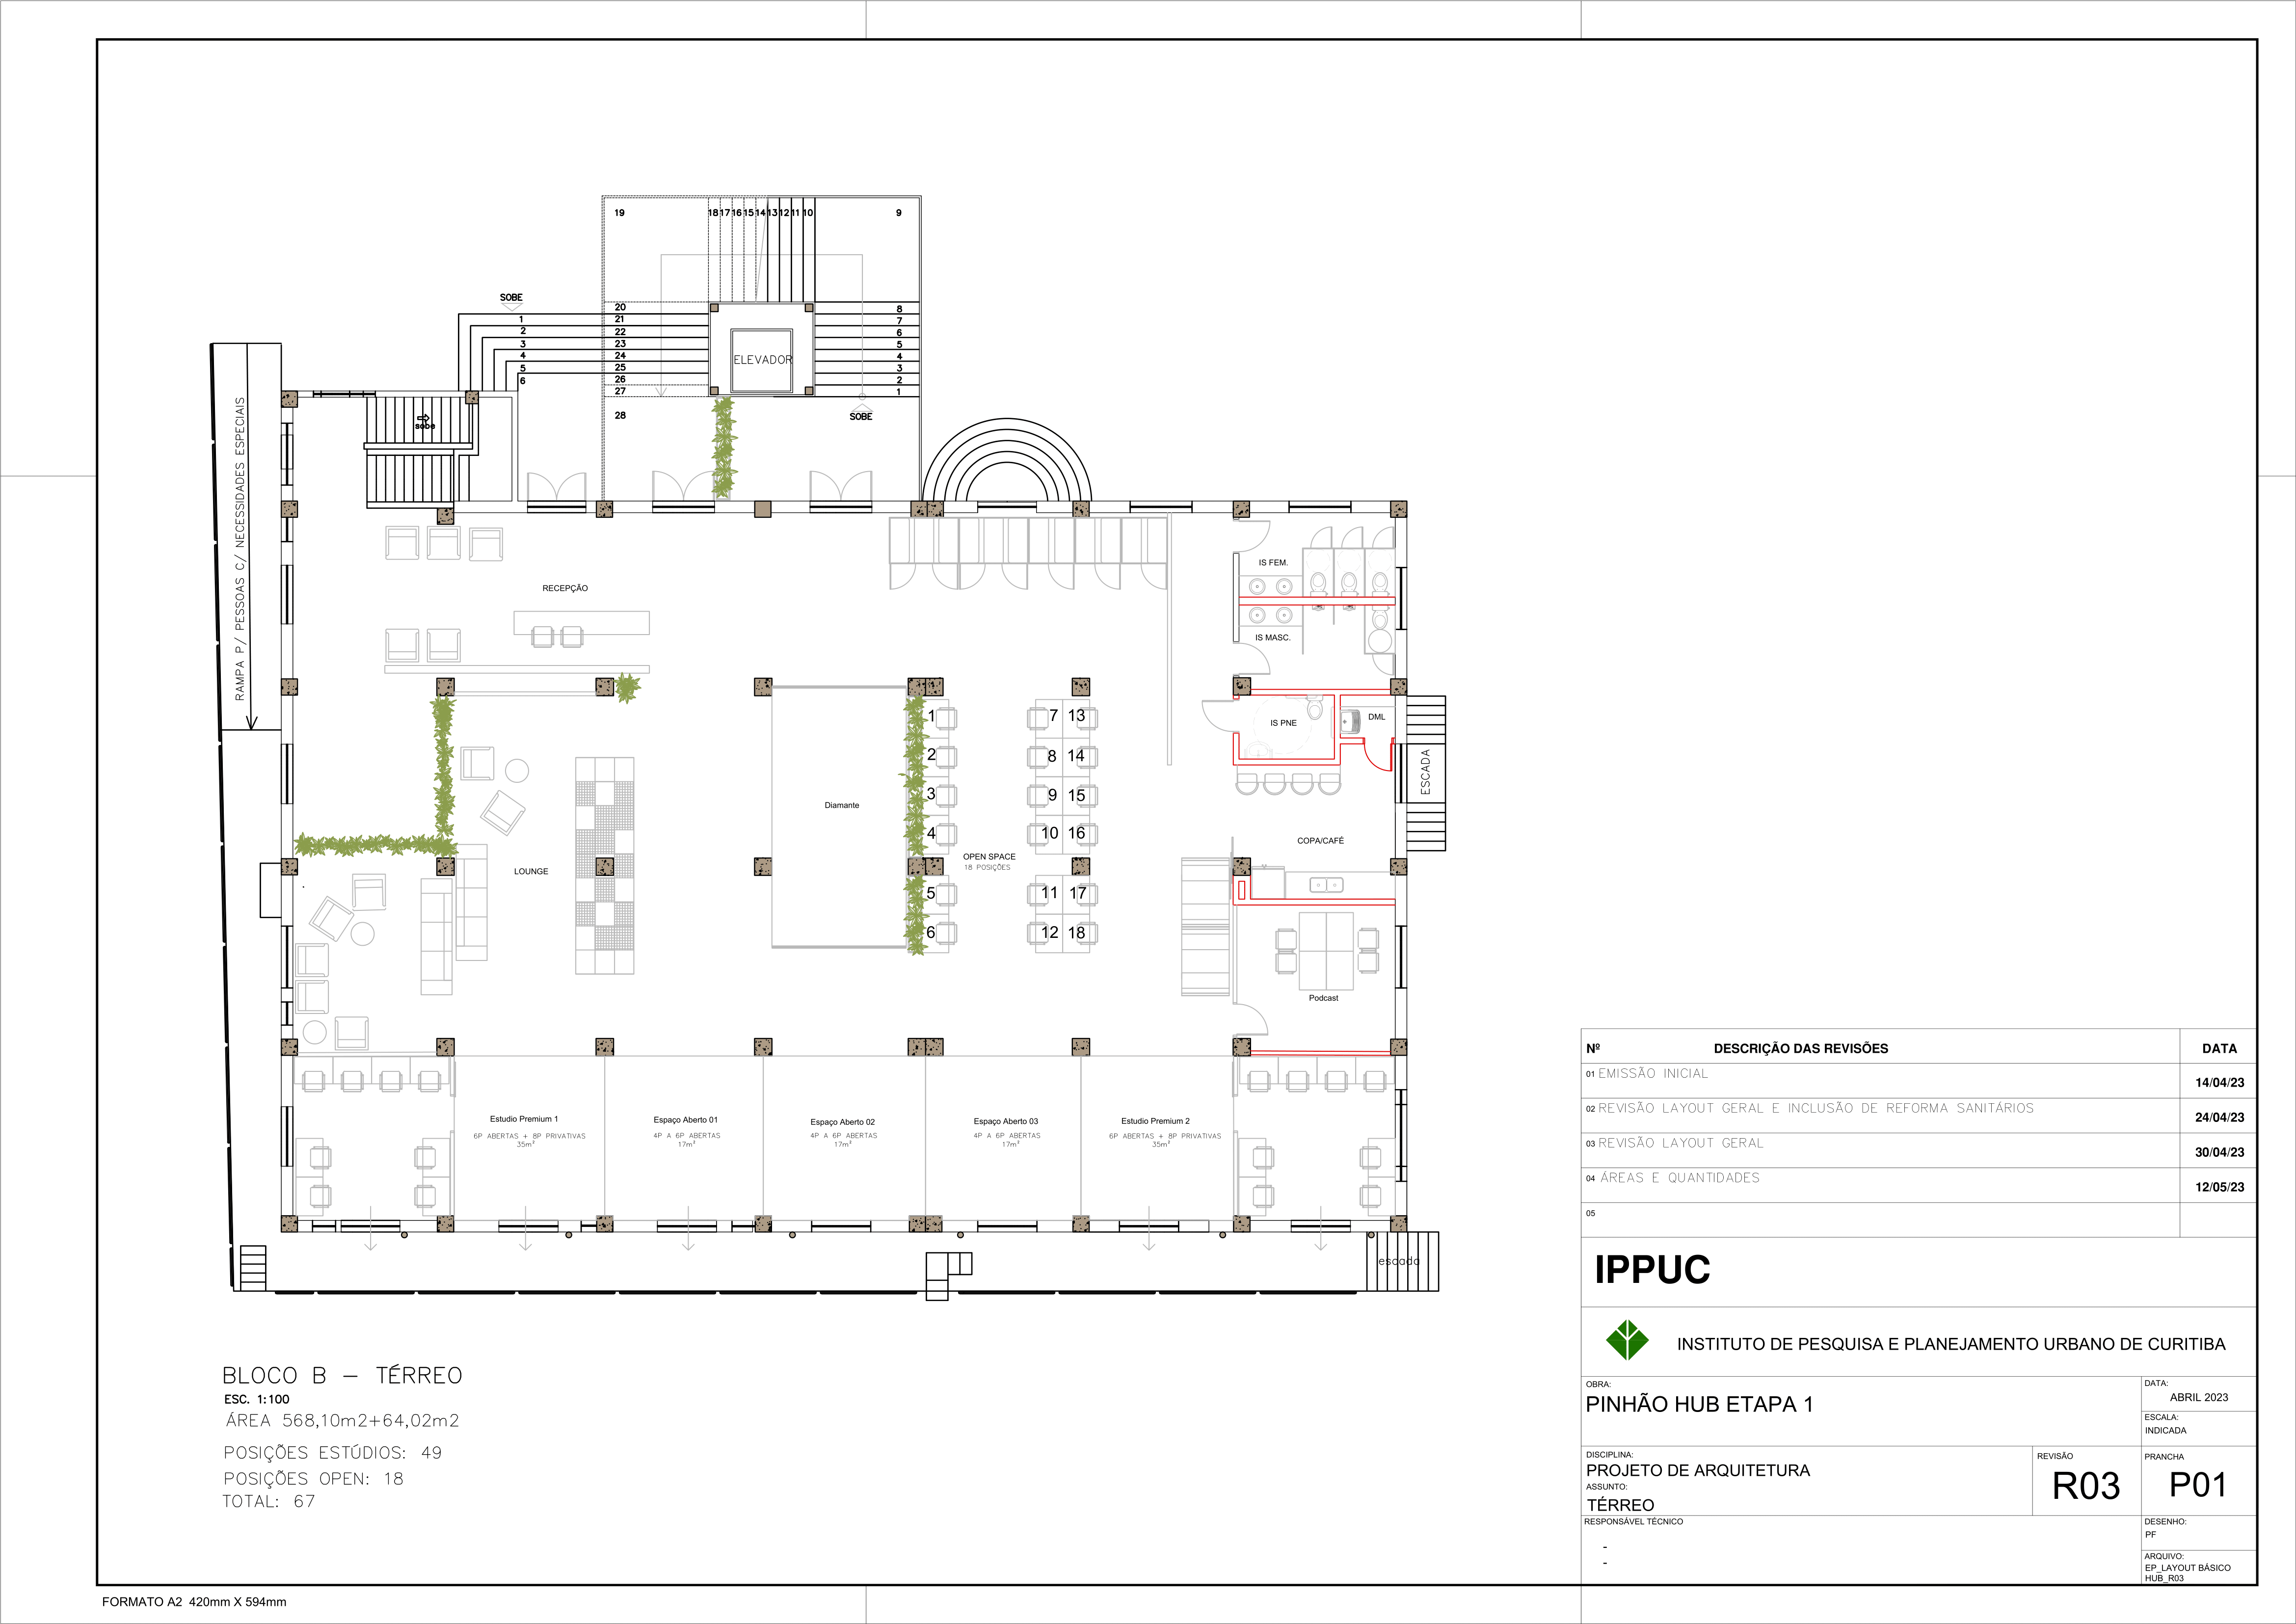 19
18 17 16 15 14 13 12 11 10
9
SOBE
20
21
22
23
24
25
26
27
28
8
7
6
5
4
3
2
1
1
2
3
4
5
6
ELEVADOR
SOBE
sobe
RAMPA P/ PESSOAS C/ NECESSIDADES ESPECIAIS
RECEPÇÃO
IS FEM.
IS MASC.
IS PNE
DML
ESCADA
COPA/CAFÉ
LOUNGE
Diamante
1
2
3
4
5
6
7 13
8 14
9 15
10 16
11 17
12 18
OPEN SPACE
18 POSIÇÕES
Podcast
Estudio Premium 1
6P ABERTAS + 8P PRIVATIVAS
35m²
Espaço Aberto 01
4P A 6P ABERTAS
17m²
Espaço Aberto 02
4P A 6P ABERTAS
17m²
Espaço Aberto 03
4P A 6P ABERTAS
17m²
Estudio Premium 2
6P ABERTAS + 8P PRIVATIVAS
35m²
escada
BLOCO B – TÉRREO
ESC. 1:100
ÁREA 568,10m2+64,02m2
POSIÇÕES ESTÚDIOS: 49
POSIÇÕES OPEN: 18
TOTAL: 67
Nº DESCRIÇÃO DAS REVISÕES DATA
01 EMISSÃO INICIAL 14/04/23
02 REVISÃO LAYOUT GERAL E INCLUSÃO DE REFORMA SANITÁRIOS 24/04/23
03 REVISÃO LAYOUT GERAL 30/04/23
04 ÁREAS E QUANTIDADES 12/05/23
05
IPPUC
INSTITUTO DE PESQUISA E PLANEJAMENTO URBANO DE CURITIBA
OBRA:
PINHÃO HUB ETAPA 1
DATA:
ABRIL 2023
ESCALA:
INDICADA
DISCIPLINA:
PROJETO DE ARQUITETURA
ASSUNTO:
TÉRREO
REVISÃO
R03
PRANCHA
P01
RESPONSÁVEL TÉCNICO
-
-
DESENHO:
PF
ARQUIVO:
EP_LAYOUT BÁSICO
HUB_R03
FORMATO A2 420mm X 594mm